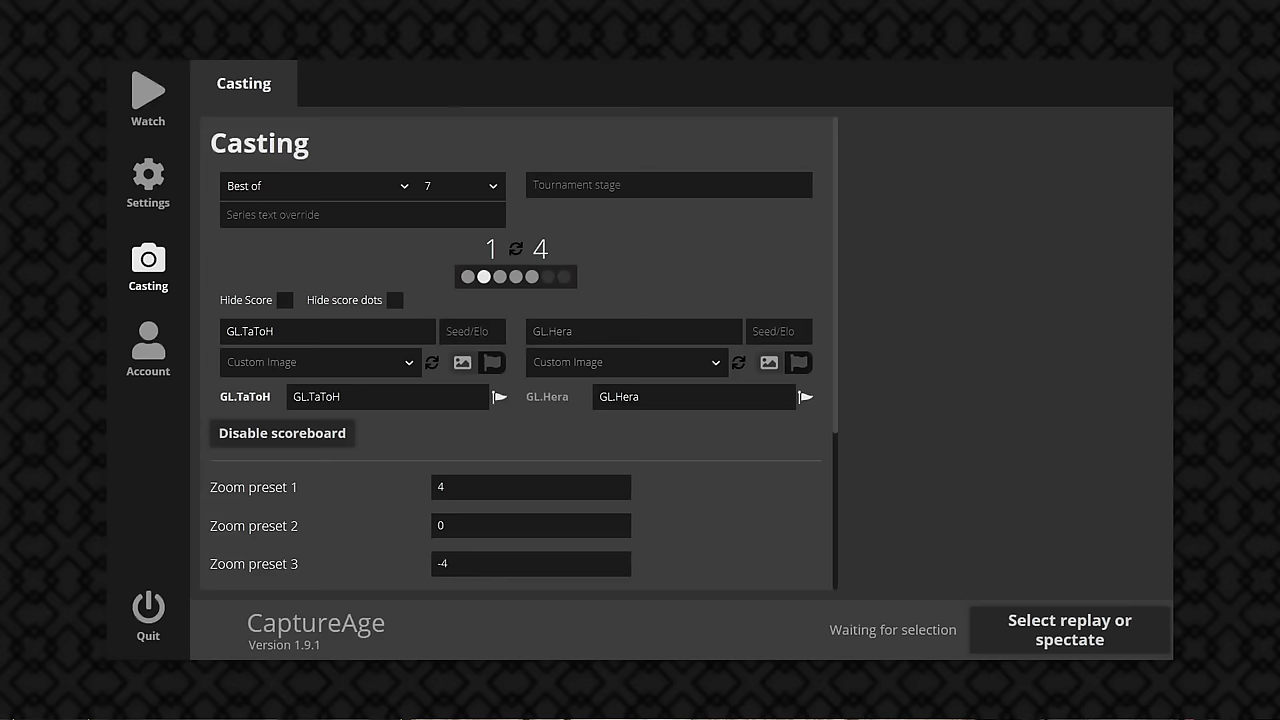 Casting
Watch
Casting
Best of 7 Tournament stage
Settings
Series text override
1 4
Casting
Hide Score Hide score dots
GL.TaToH Seed/Elo GL.Hera Seed/Elo
Custom Image Custom Image
Account
GL.TaToH GL.TaToH GL.Hera GL.Hera
Disable scoreboard
Zoom preset 1 4
Zoom preset 2 0
Zoom preset 3 -4
Quit
CaptureAge
Version 1.9.1
Waiting for selection
Select replay or
spectate